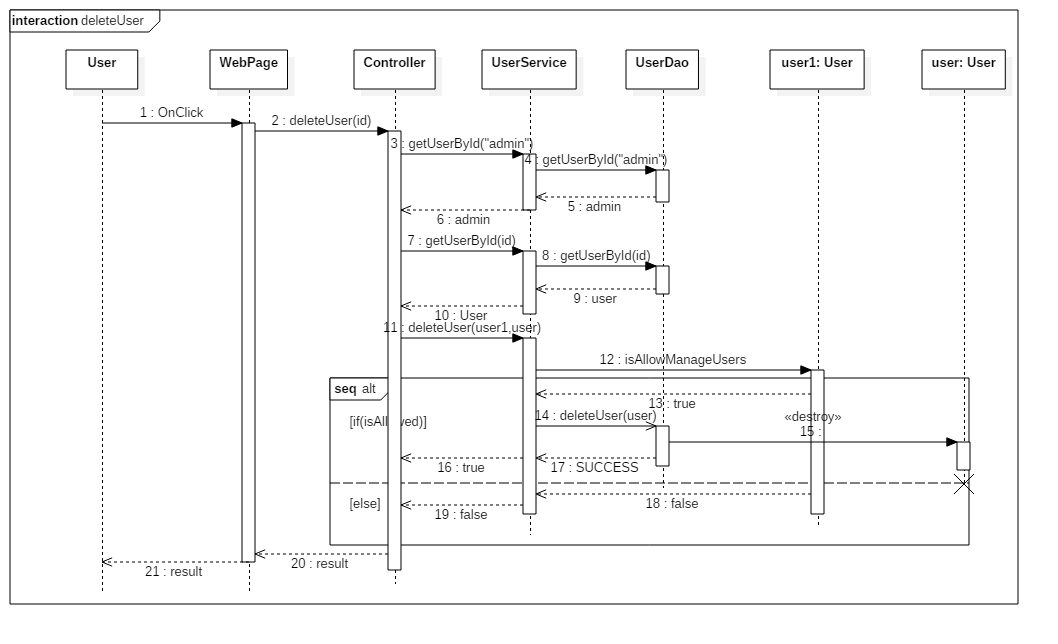 interaction deleteUser
User
WebPage
Controller
UserService
UserDao
user1: User
user: User
1 : OnClick
2 : deleteUser(id)
3 : getUserById("admin")
4 : getUserById("admin")
5 : admin
6 : admin
7 : getUserById(id)
8 : getUserById(id)
9 : user
10 : User
11 : deleteUser(user1,user)
12 : isAllowManageUsers
seq alt
13 : true
14 : deleteUser(user)
«destroy»
15 :
[if(isAllowed)]
16 : true
17 : SUCCESS
18 : false
[else]
19 : false
20 : result
21 : result